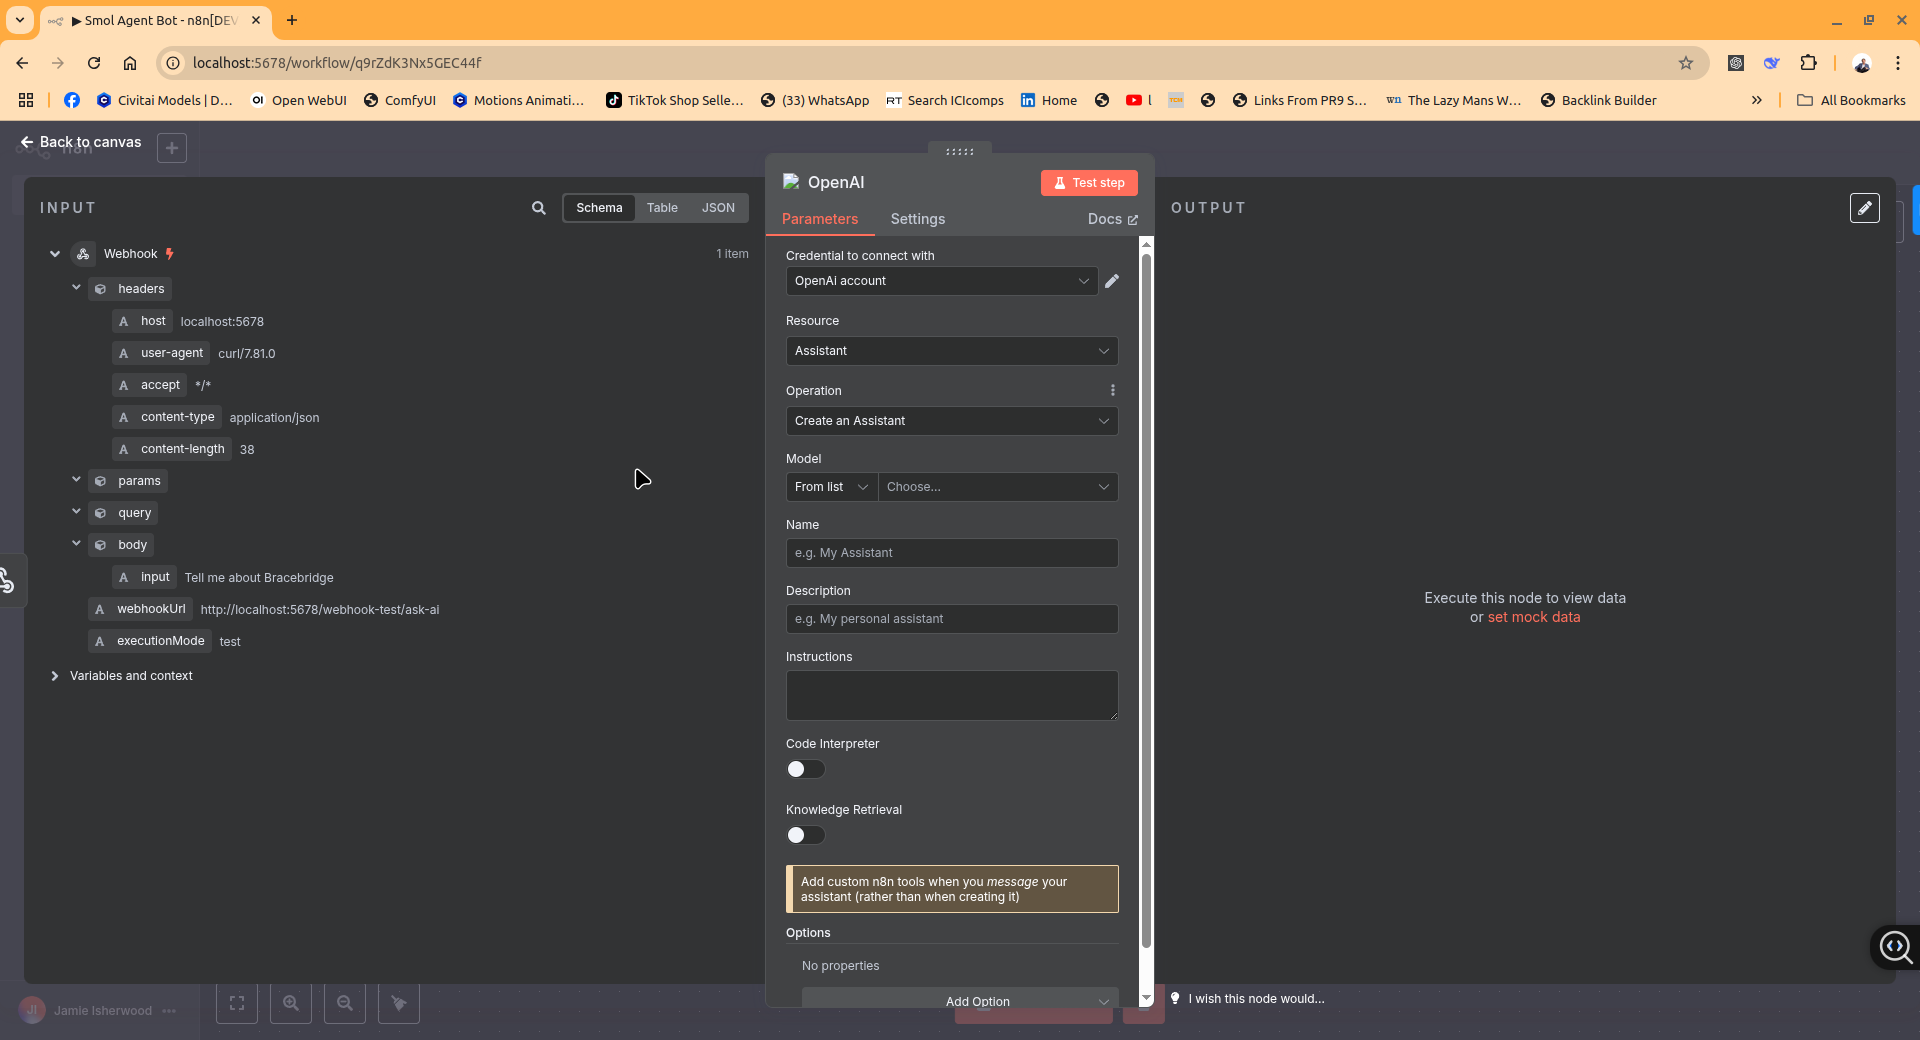 ▶ Smol Agent Bot - n8n[DEV
localhost:5678/workflow/q9rZdK3Nx5GEC44f
Civitai Models | D...
Open WebUI
ComfyUI
Motions Animati...
TikTok Shop Selle...
(33) WhatsApp
RT Search ICIcomps
Home
l
Links From PR9 S...
wn The Lazy Mans W...
Backlink Builder
All Bookmarks
Back to canvas
n8n
INPUT
Schema
Table
JSON
Webhook
1 item
headers
A host localhost:5678
A user-agent curl/7.81.0
A accept */*
A content-type application/json
A content-length 38
params
query
body
A input Tell me about Bracebridge
A webhookUrl http://localhost:5678/webhook-test/ask-ai
A executionMode test
Variables and context
OpenAI
Test step
Parameters
Settings
Docs
Credential to connect with
OpenAi account
Resource
Assistant
Operation
Create an Assistant
Model
From list
Choose...
Name
e.g. My Assistant
Description
e.g. My personal assistant
Instructions
Code Interpreter
Knowledge Retrieval
Add custom n8n tools when you message your
assistant (rather than when creating it)
Options
No properties
Add Option
OUTPUT
Execute this node to view data
or set mock data
I wish this node would...
JI
Jamie Isherwood